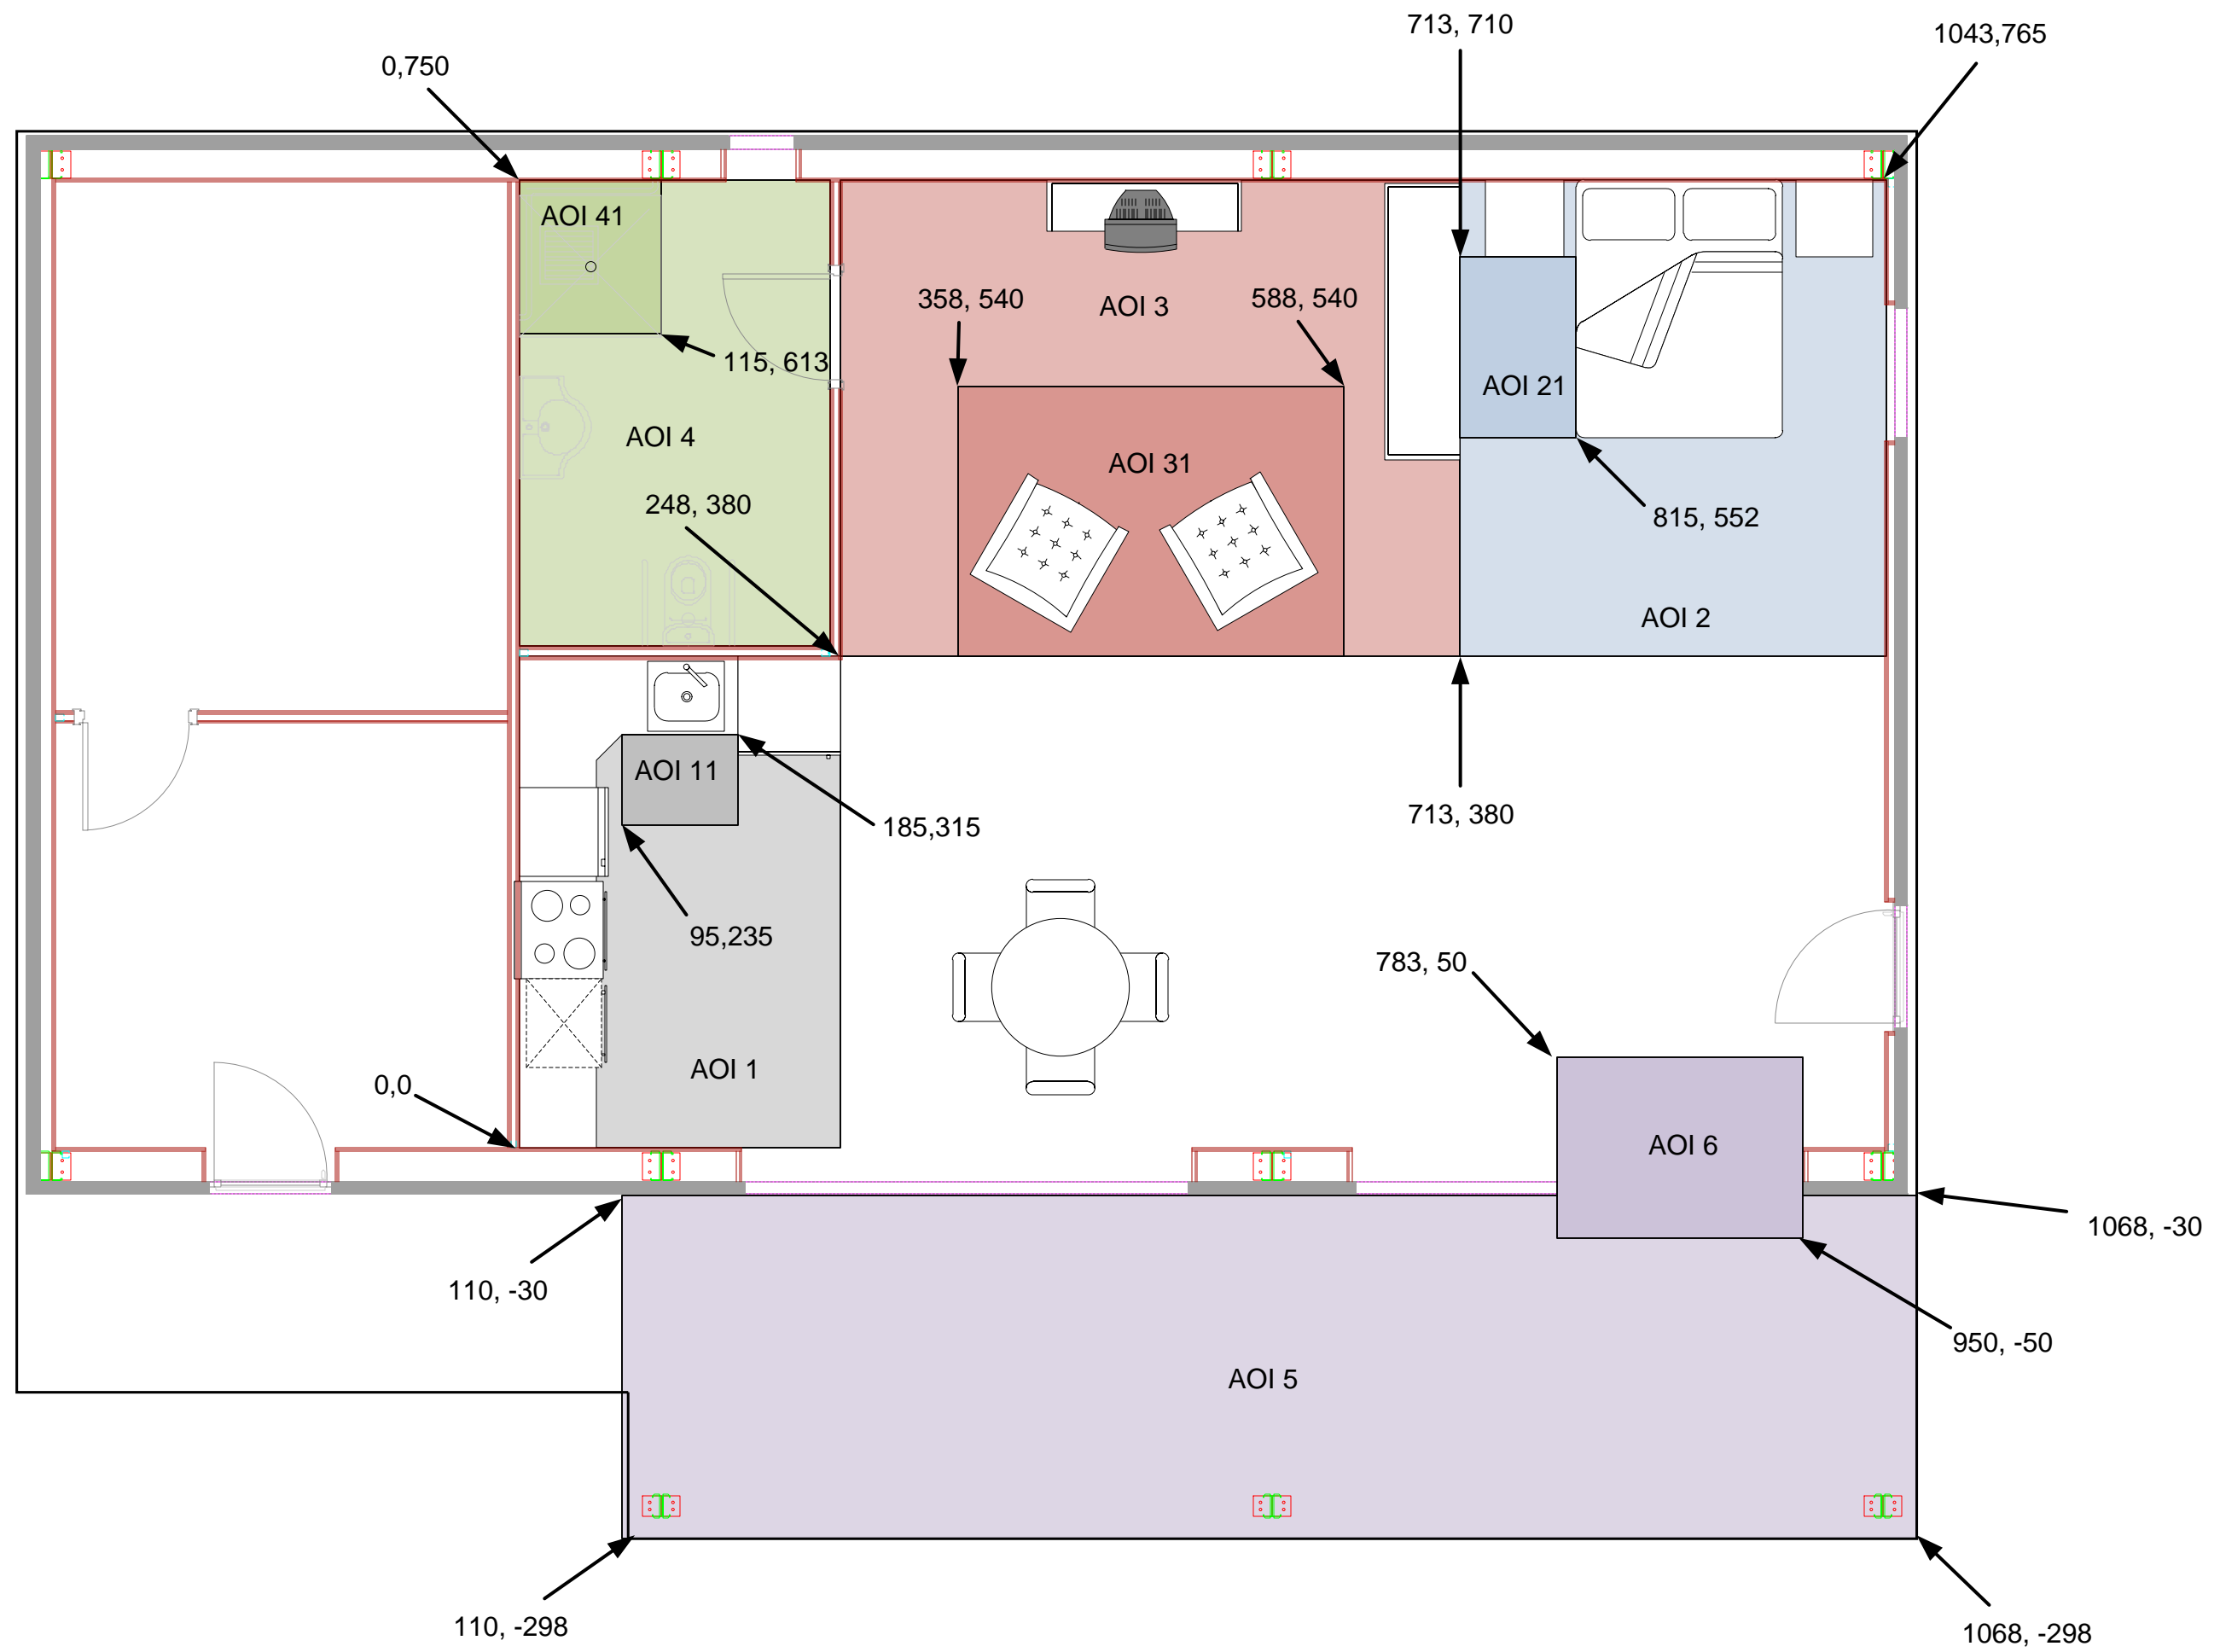 713, 710
1043,765
0,750
AOI 41
358, 540
588, 540
AOI 3
115, 613
AOI 21
AOI 4
AOI 31
248, 380
815, 552
AOI 2
AOI 11
713, 380
185,315
95,235
783, 50
AOI 1
0,0
AOI 6
1068, -30
110, -30
950, -50
AOI 5
110, -298
1068, -298